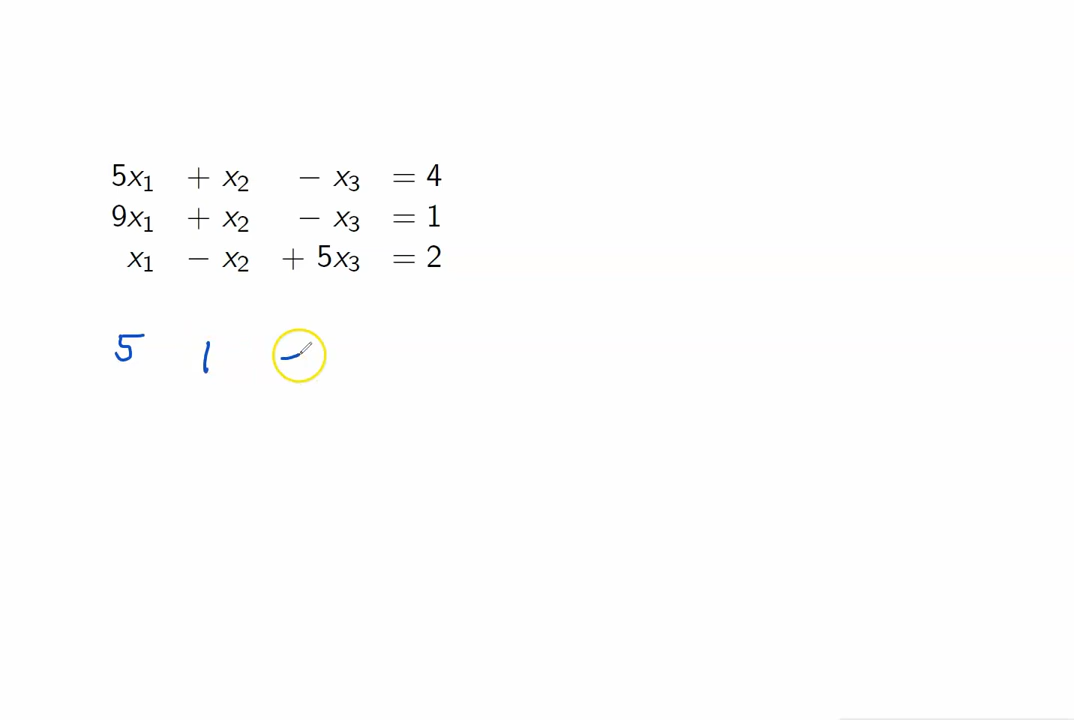 5x₁ + x₂ − x₃ = 4
9x₁ + x₂ − x₃ = 1
x₁ − x₂ + 5x₃ = 2
5 1 −